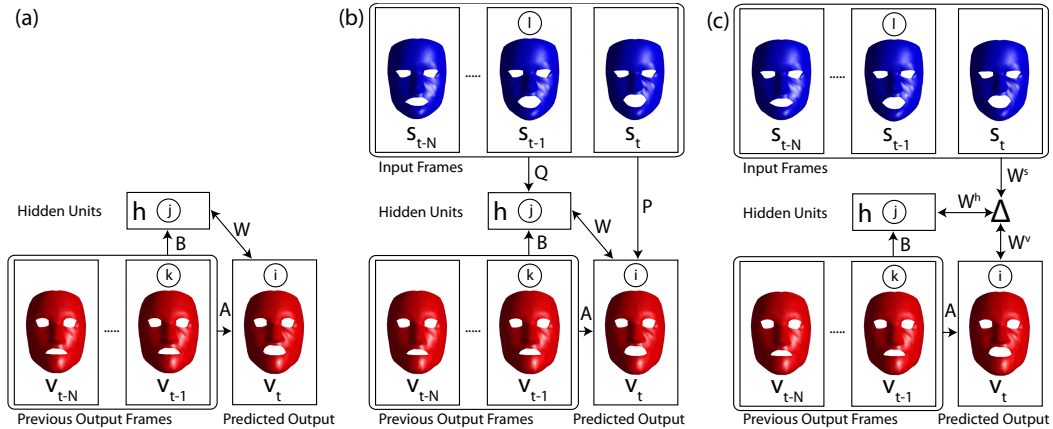 (a)
Hidden Units
h
j
W
B
k
i
.....
A
v t-N
v t-1
v t
Previous Output Frames
Predicted Output
(b)
l
.....
s t-N
s t-1
s t
Input Frames
Q
P
Hidden Units
h
j
W
B
k
i
.....
A
v t-N
v t-1
v t
Previous Output Frames
Predicted Output
(c)
l
.....
s t-N
s t-1
s t
Input Frames
W^s
Hidden Units
h
j
W^h
Δ
B
W^v
k
i
.....
A
v t-N
v t-1
v t
Previous Output Frames
Predicted Output